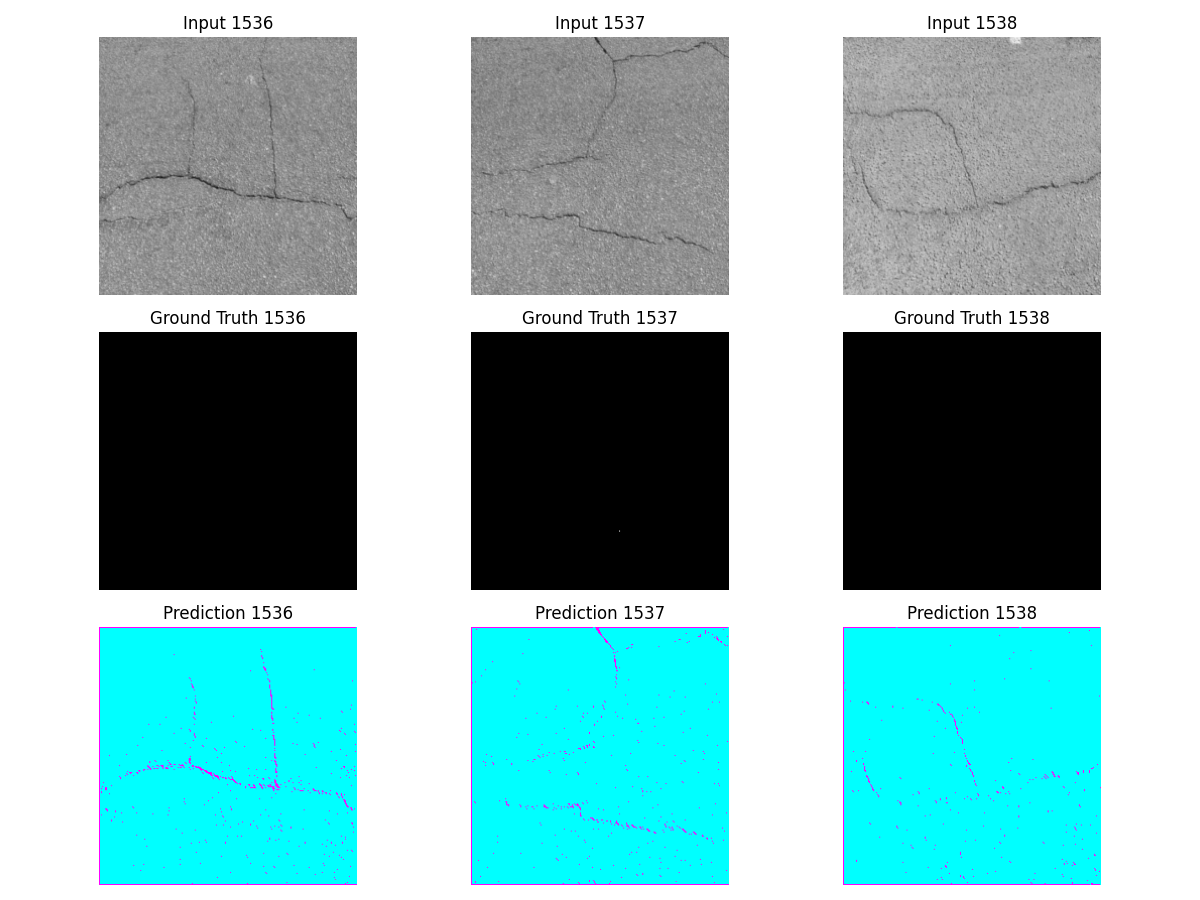 Input 1536
Input 1537
Input 1538
Ground Truth 1536
Ground Truth 1537
Ground Truth 1538
Prediction 1536
Prediction 1537
Prediction 1538